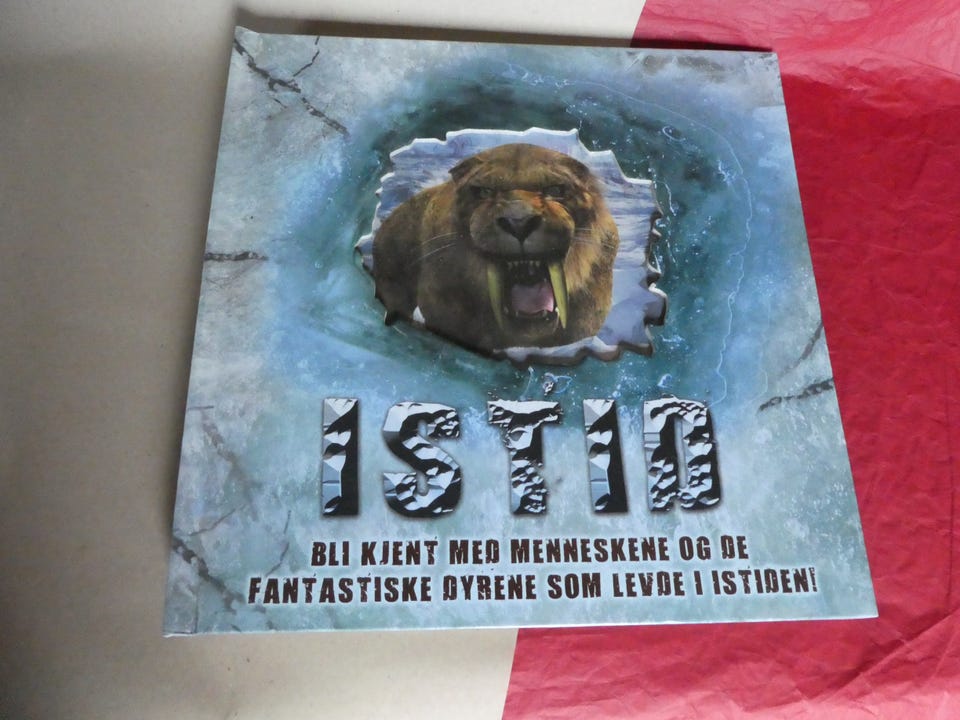 ISTID
BLI KJENT MED MENNESKENE OG DE
FANTASTISKE DYRENE SOM LEVDE I ISTIDEN!